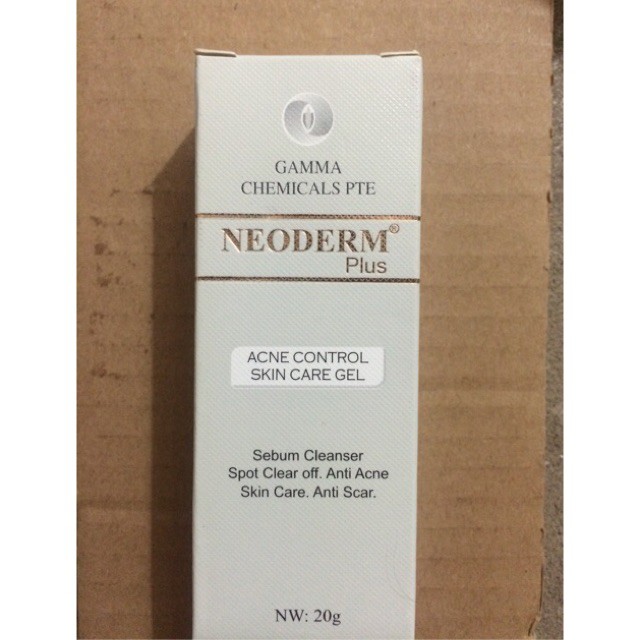 GAMMA
CHEMICALS PTE
NEODERM®
Plus
ACNE CONTROL
SKIN CARE GEL
Sebum Cleanser
Spot Clear off. Anti Acne
Skin Care. Anti Scar.
NW: 20g